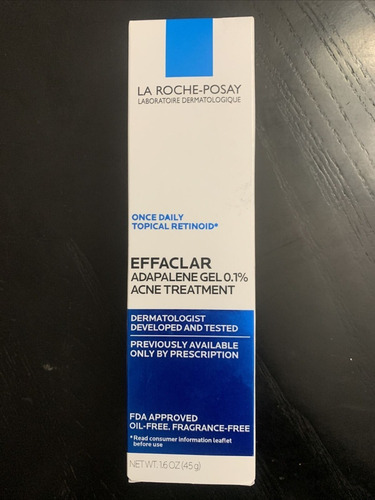 LA ROCHE-POSAY
LABORATOIRE DERMATOLOGIQUE
ONCE DAILY
TOPICAL RETINOID*
EFFACLAR
ADAPALENE GEL 0.1%
ACNE TREATMENT
DERMATOLOGIST
DEVELOPED AND TESTED
PREVIOUSLY AVAILABLE
ONLY BY PRESCRIPTION
FDA APPROVED
OIL-FREE. FRAGRANCE-FREE
*Read consumer information leaflet
before use
NET WT. 1.6 OZ (45 g)